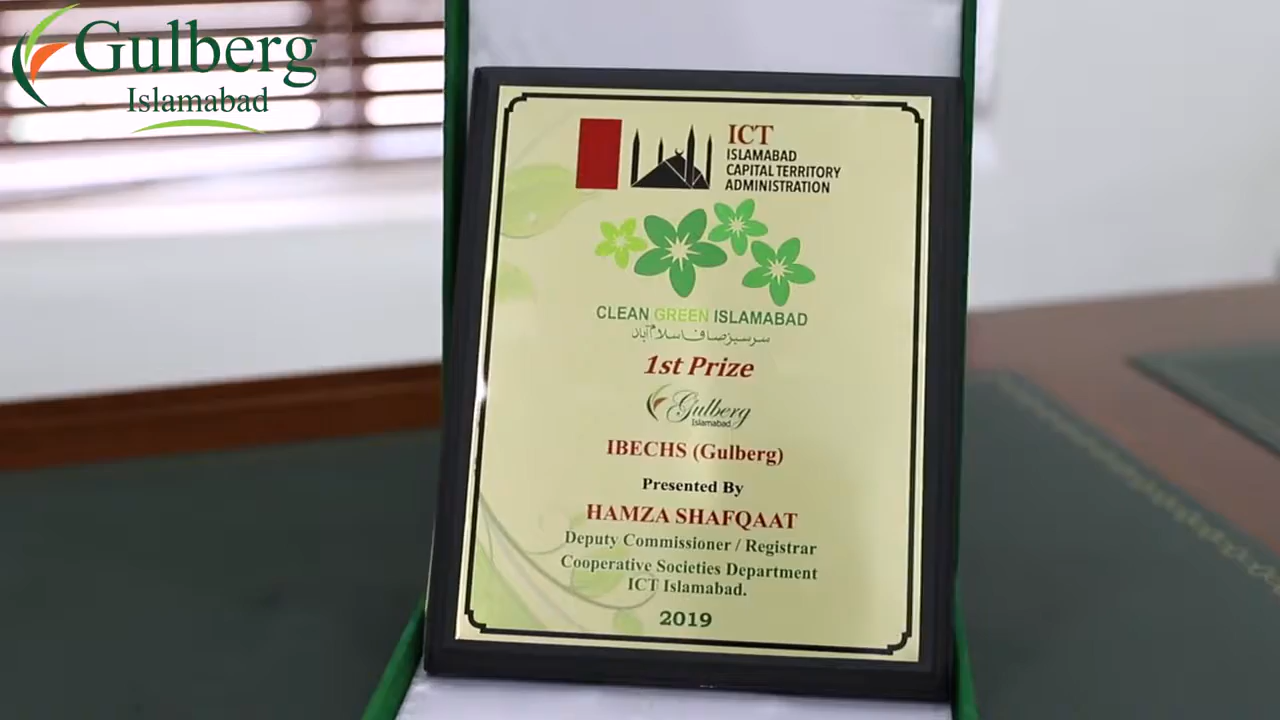 Gulberg
Islamabad
ICT
ISLAMABAD
CAPITAL TERRITORY
ADMINISTRATION
CLEAN GREEN ISLAMABAD
سرسبز صاف اسلام آباد
1st Prize
Gulberg
Islamabad
IBECHS (Gulberg)
Presented By
HAMZA SHAFQAAT
Deputy Commissioner / Registrar
Cooperative Societies Department
ICT Islamabad.
2019